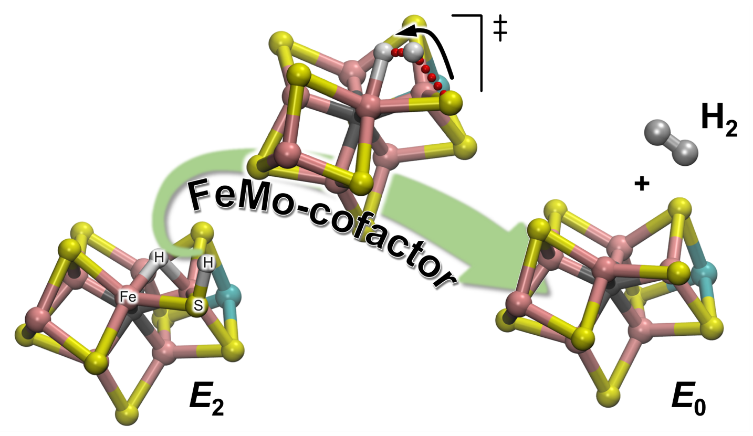 ‡
H₂
+
FeMo-cofactor
H
H
Fe
S
E₂
E₀